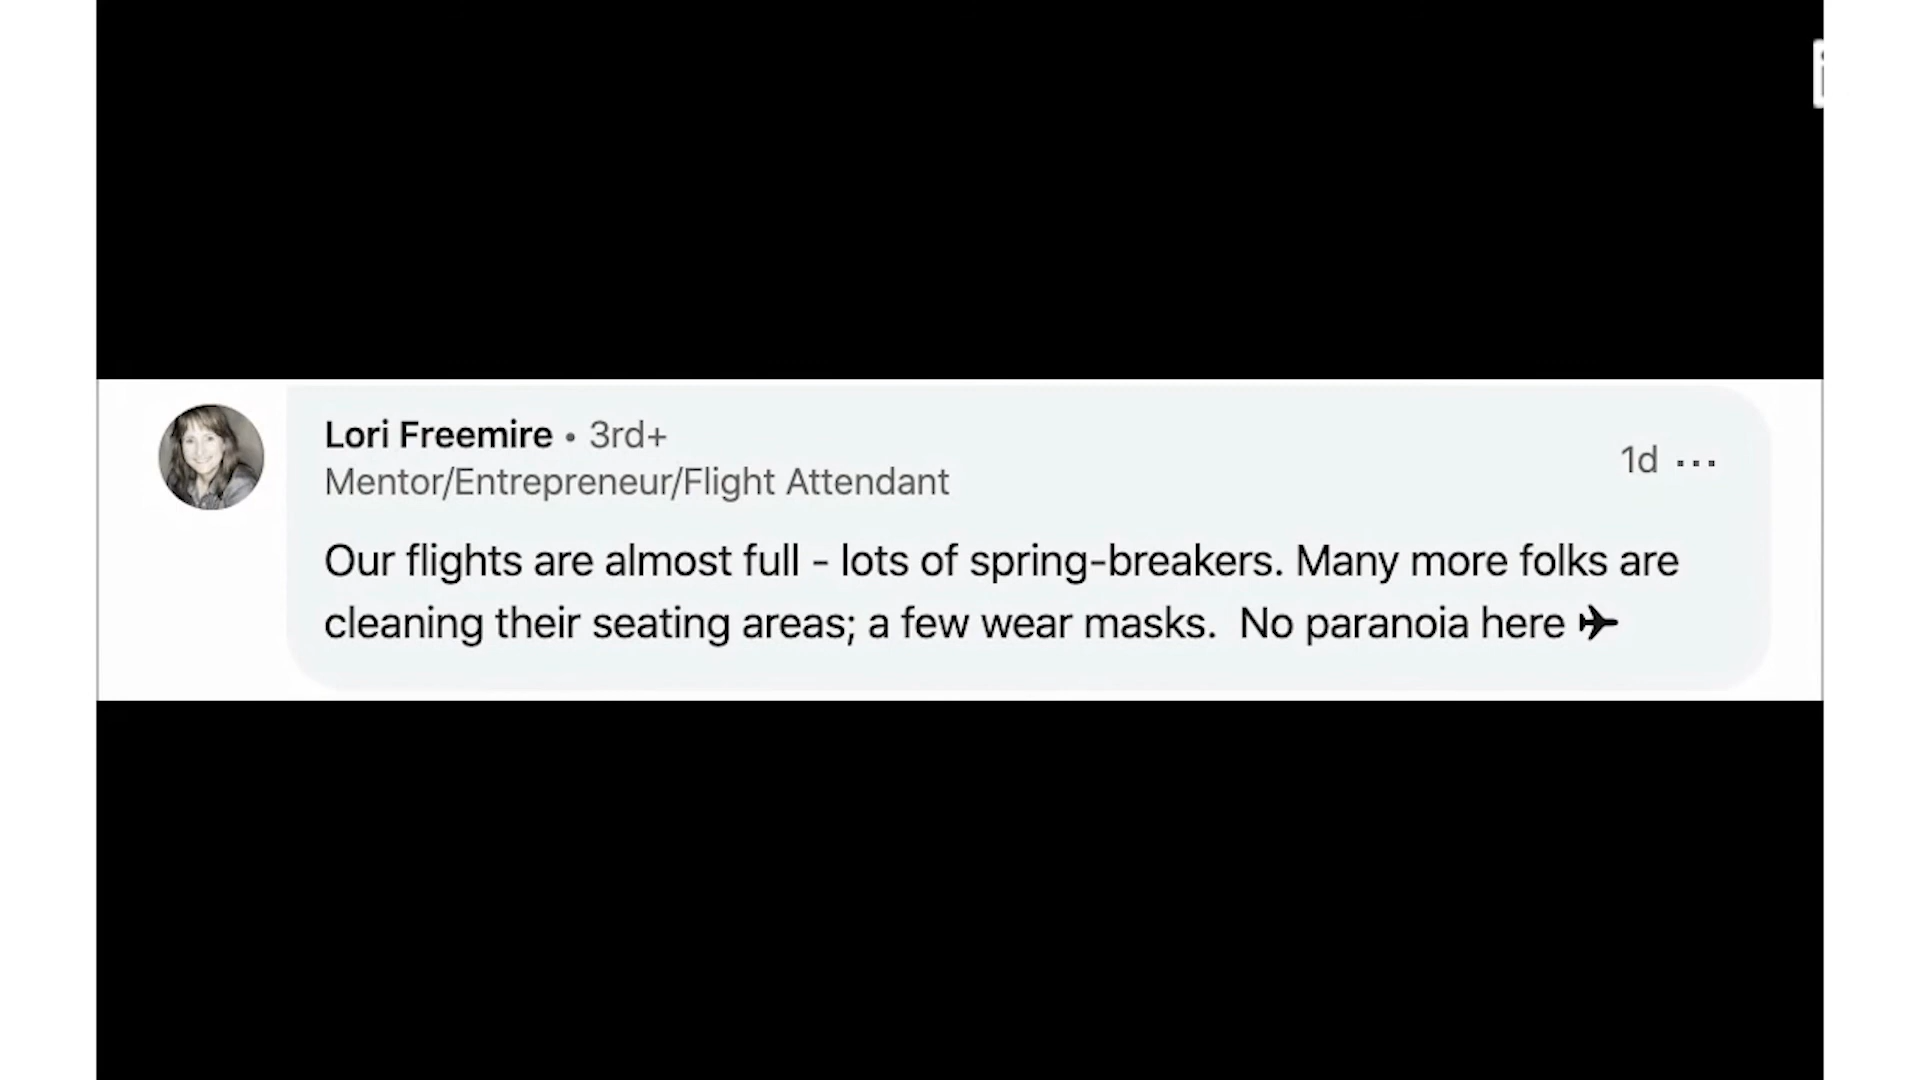 Lori Freemire • 3rd+
Mentor/Entrepreneur/Flight Attendant
1d ...
Our flights are almost full - lots of spring-breakers. Many more folks are
cleaning their seating areas; a few wear masks.  No paranoia here ✈